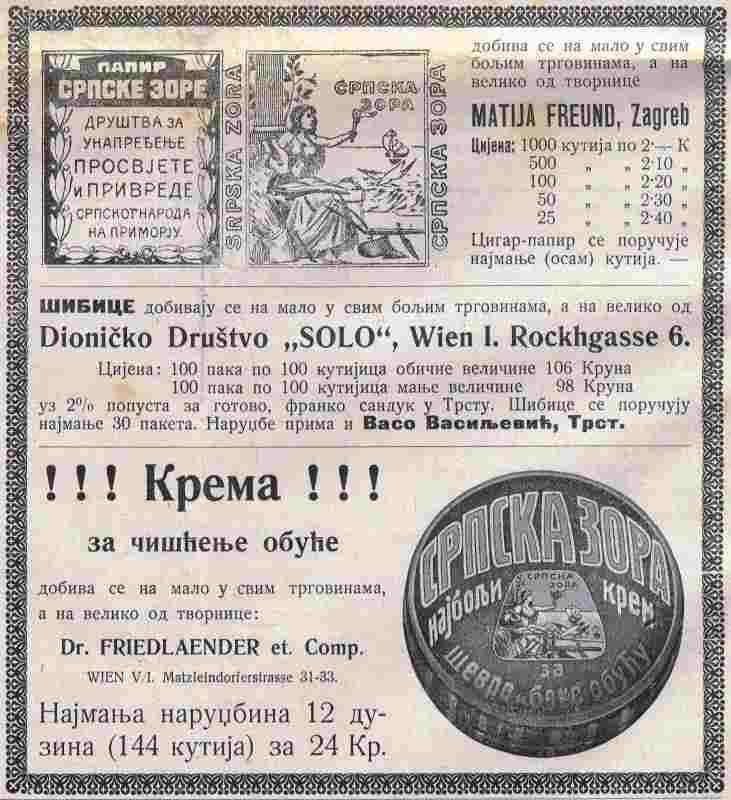 ПАПИР
СРПСКЕ ЗОРЕ
ДРУШТВА ЗА
УНАПРЕЂЕЊЕ
ПРОСВЈЕТЕ
И ПРИВРЕДЕ
СРПСКОГ НАРОДА
НА ПРИМОРЈУ.
SRPSKA ZORA
СРПСКА
ЗОРА
СРПСКА ЗОРА
добива се на мало у свим
бољим трговинама, а на
велико од творнице
MATIJA FREUND, Zagreb
Цијена: 1000 кутија по 2·— К
500 „ „ 2·10 „
100 „ „ 2·20 „
50 „ „ 2·30 „
25 „ „ 2·40 „
Цигар-папир се поручује
најмање (осам) кутија. —
ШИБИЦЕ добивају се на мало у свим бољим трговинама, а на велико од
Dioničko Društvo „SOLO“, Wien I. Rockhgasse 6.
Цијена: 100 пака по 100 кутијица обичне величине 106 Круна
100 пака по 100 кутијица мање величине 98 Круна
уз 2% попуста за готово, франко сандук у Трсту. Шибице се поручују
најмање 30 пакета. Наруџбе прима и Васо Васиљевић, Трст.
!!! Крема !!!
за чишћење обуће
добива се на мало у свим трговинама,
а на велико од творнице:
Dr. FRIEDLAENDER et. Comp.
WIEN V/I. Matzleindorferstrasse 31-33.
Најмања наруџбина 12 ду-
зина (144 кутија) за 24 Кр.
СРПСКА ЗОРА
најбољи крем
СРПСКА
ЗОРА
за
шевро и бокс обућу